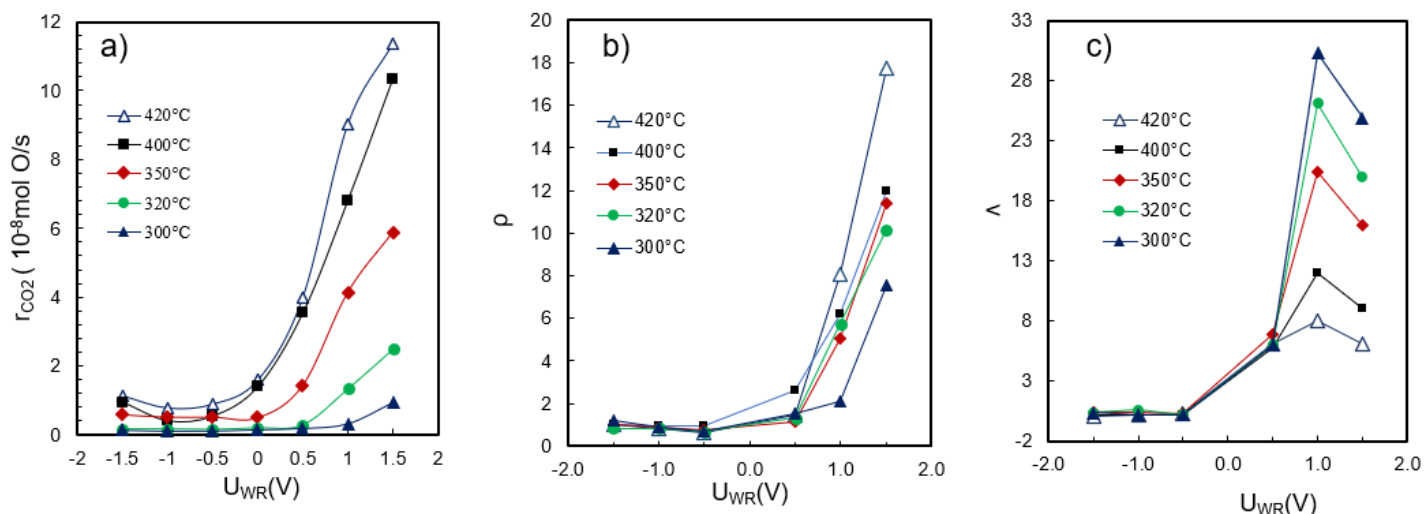 a)
r_CO2 ( 10^-8 mol O/s
12
10
8
6
4
2
0
420°C
400°C
350°C
320°C
300°C
-2 -1.5 -1 -0.5 0 0.5 1 1.5 2
U_WR(V)
b)
ρ
20
18
16
14
12
10
8
6
4
2
0
420°C
400°C
350°C
320°C
300°C
-2.0 -1.0 0.0 1.0 2.0
U_WR(V)
c)
Λ
33
28
23
18
13
8
3
-2
420°C
400°C
350°C
320°C
300°C
-2.0 -1.0 0.0 1.0 2.0
U_WR(V)